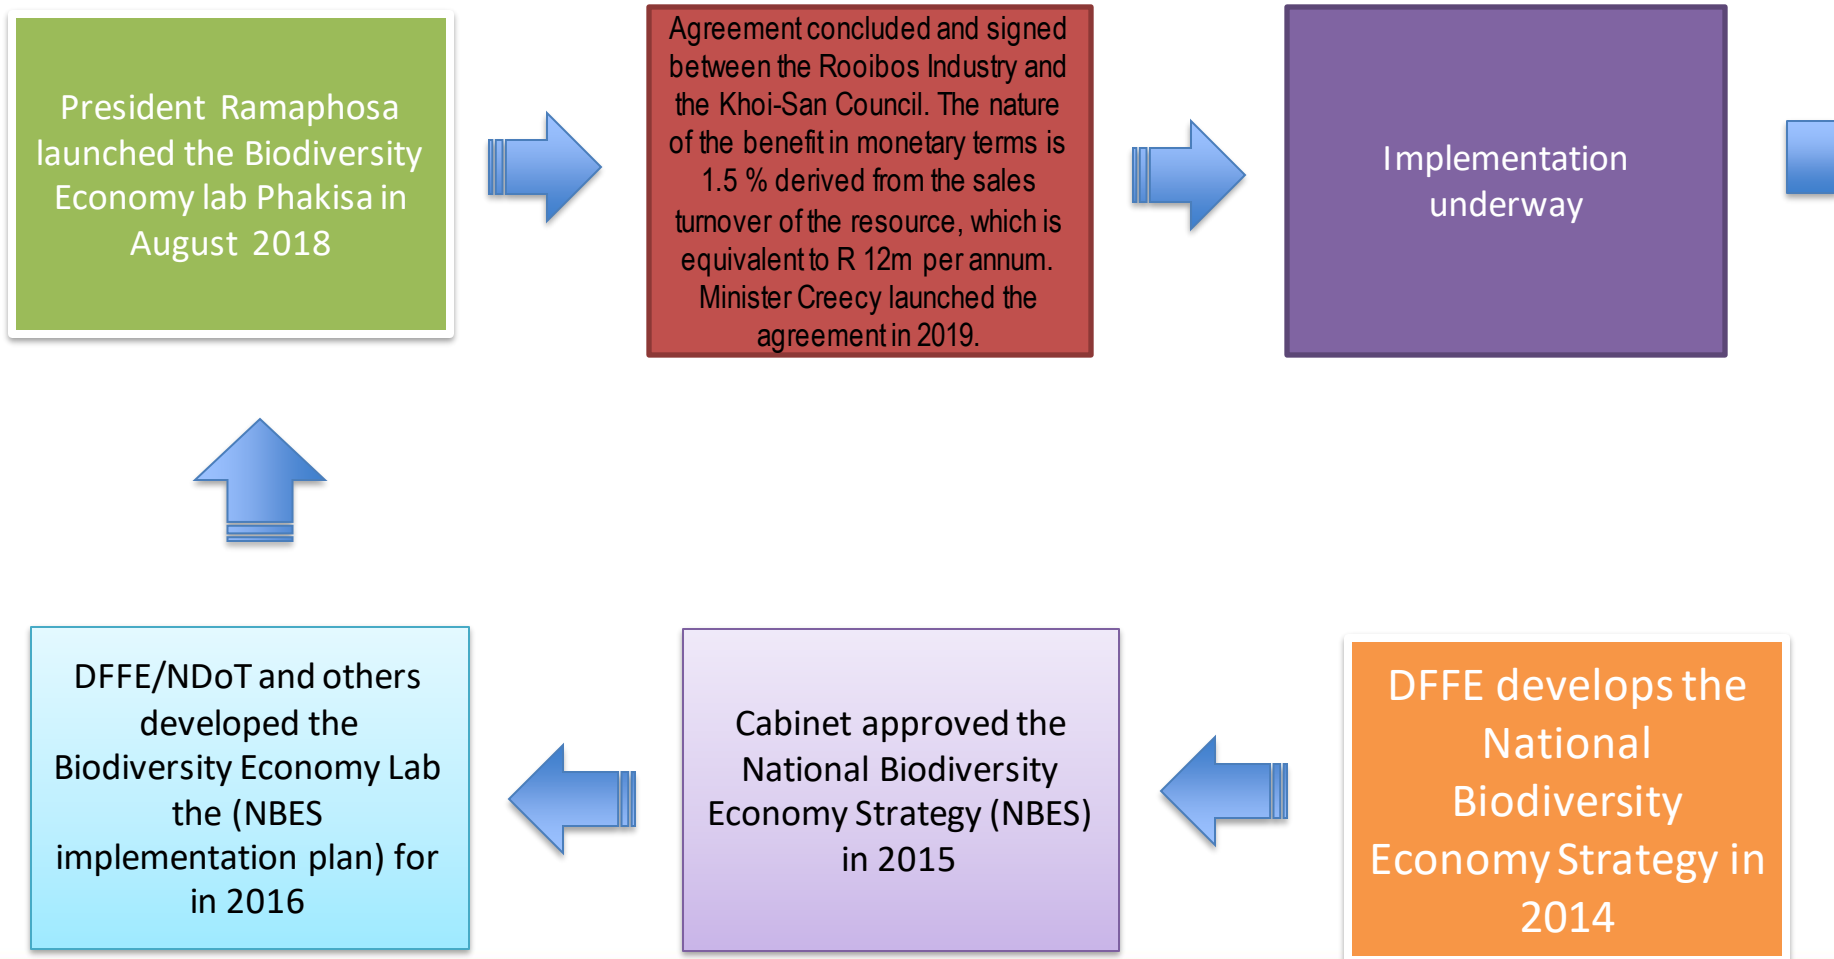 President Ramaphosa
launched the Biodiversity
Economy lab Phakisa in
August 2018
Agreement concluded and signed
between the Rooibos Industry and
the Khoi-San Council. The nature
of the benefit in monetary terms is
1.5 % derived from the sales
turnover of the resource, which is
equivalent to R 12m per annum.
Minister Creecy launched the
agreement in 2019.
Implementation
underway
DFFE/NDoT and others
developed the
Biodiversity Economy Lab
the (NBES
implementation plan) for
in 2016
Cabinet approved the
National Biodiversity
Economy Strategy (NBES)
in 2015
DFFE develops the
National
Biodiversity
Economy Strategy in
2014